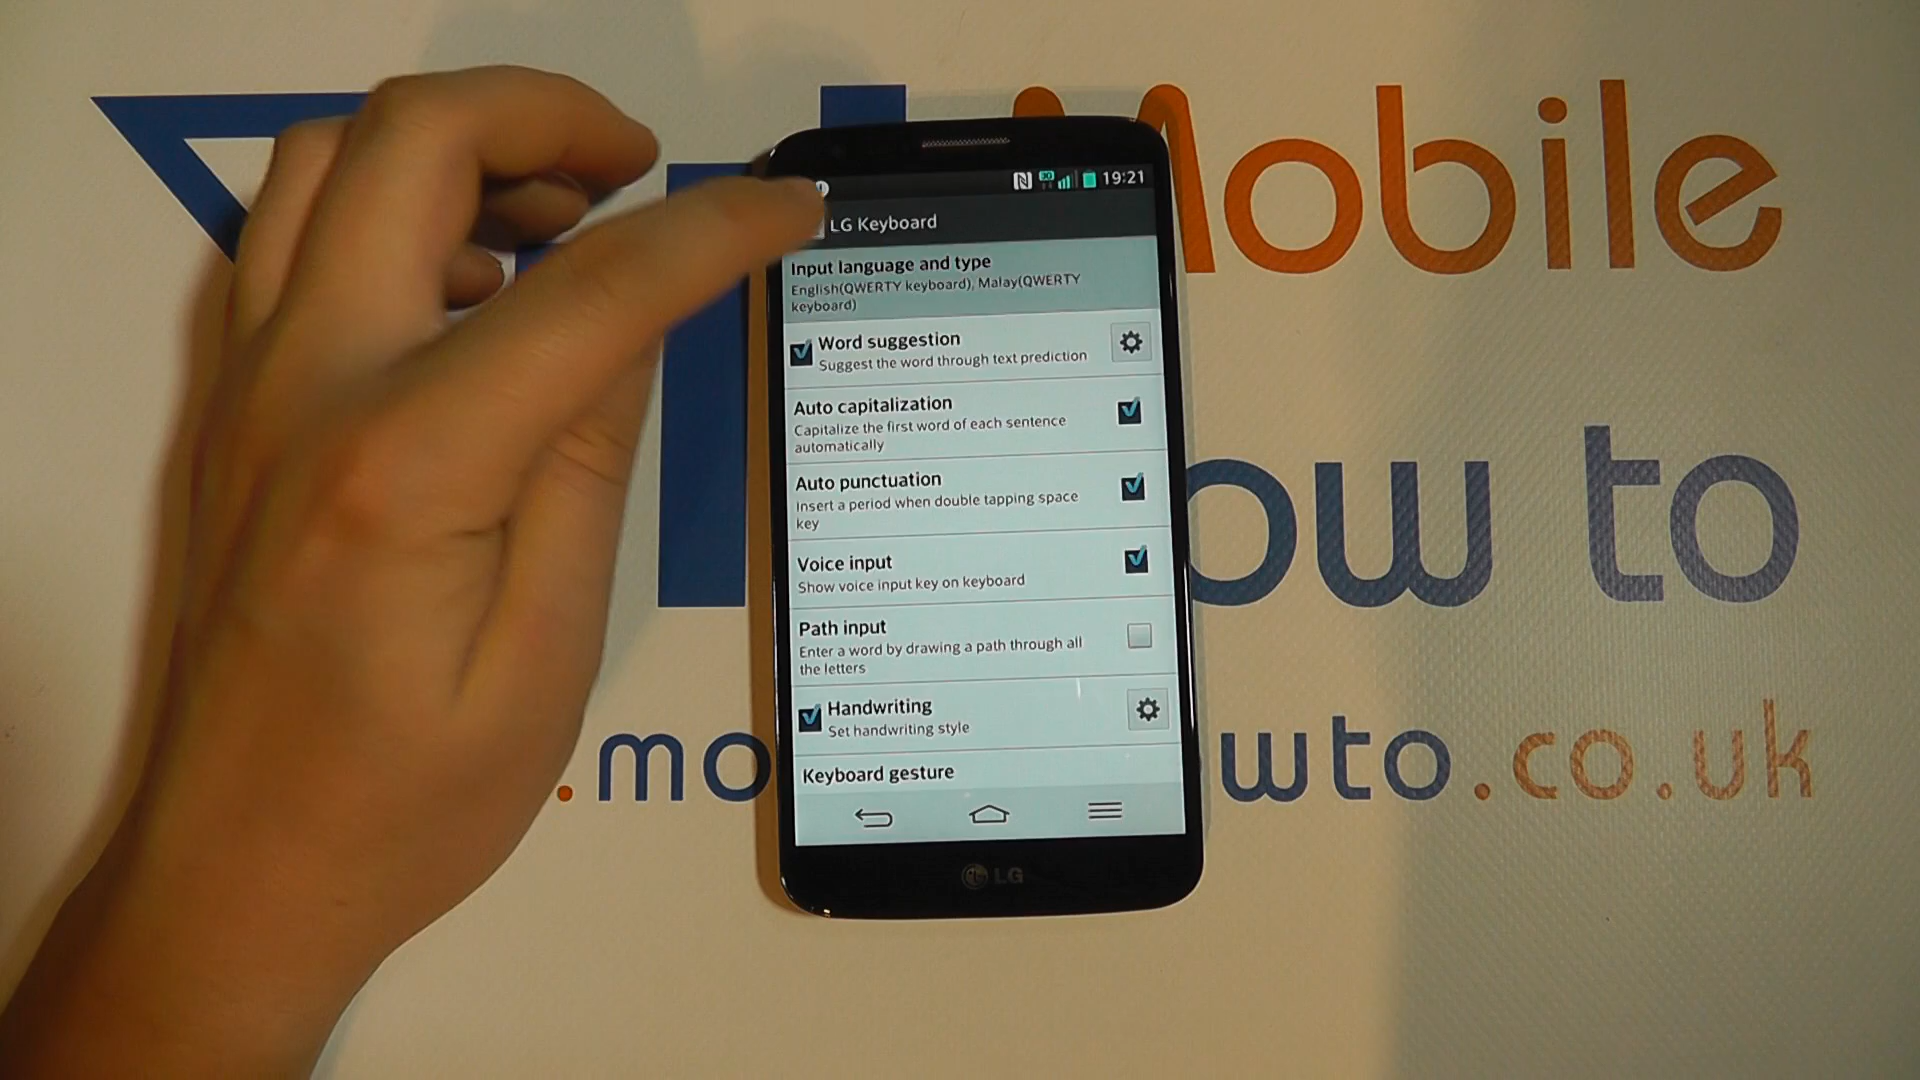 Mobile
19:21
LG Keyboard
Input language and type
English(QWERTY keyboard), Malay(QWERTY
keyboard)
Word suggestion
Suggest the word through text prediction
Auto capitalization
Capitalize the first word of each sentence
automatically
Auto punctuation
Insert a period when double tapping space
key
Voice input
Show voice input key on keyboard
Path input
Enter a word by drawing a path through all
the letters
Handwriting
Set handwriting style
Keyboard gesture
LG
ow to
.mo
wto.co.uk